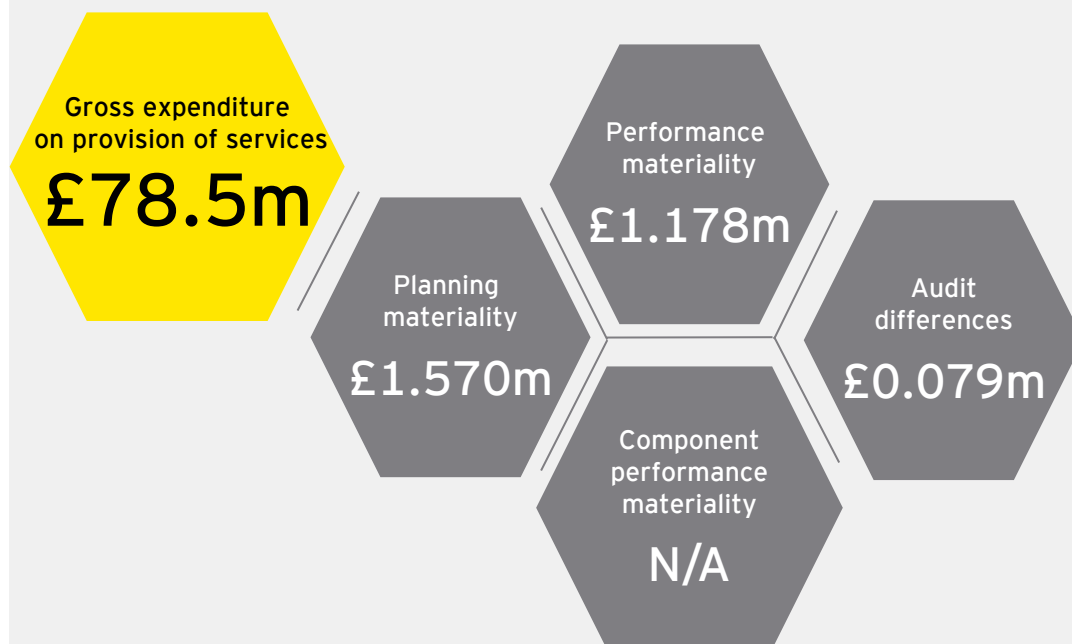 Gross expenditure
on provision of services
£78.5m
Planning
materiality
£1.570m
Performance
materiality
£1.178m
Component
performance
materiality
N/A
Audit
differences
£0.079m